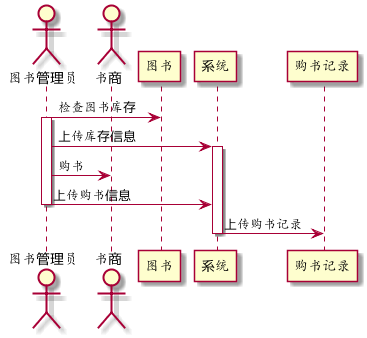 图书管理员 书商 图书 系统 购书记录
检查图书库存
上传库存信息
购书
上传购书信息
上传购书记录
图书管理员 书商 图书 系统 购书记录